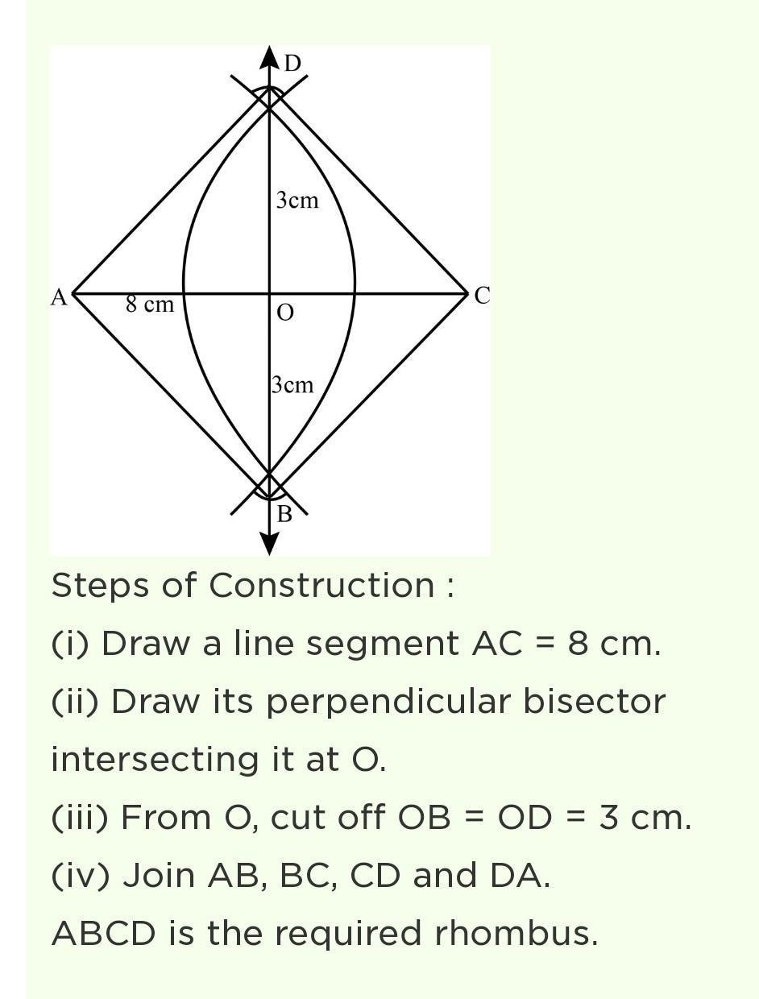 D
3cm
A
8 cm
O
C
3cm
B
Steps of Construction :
(i) Draw a line segment AC = 8 cm.
(ii) Draw its perpendicular bisector
intersecting it at O.
(iii) From O, cut off OB = OD = 3 cm.
(iv) Join AB, BC, CD and DA.
ABCD is the required rhombus.